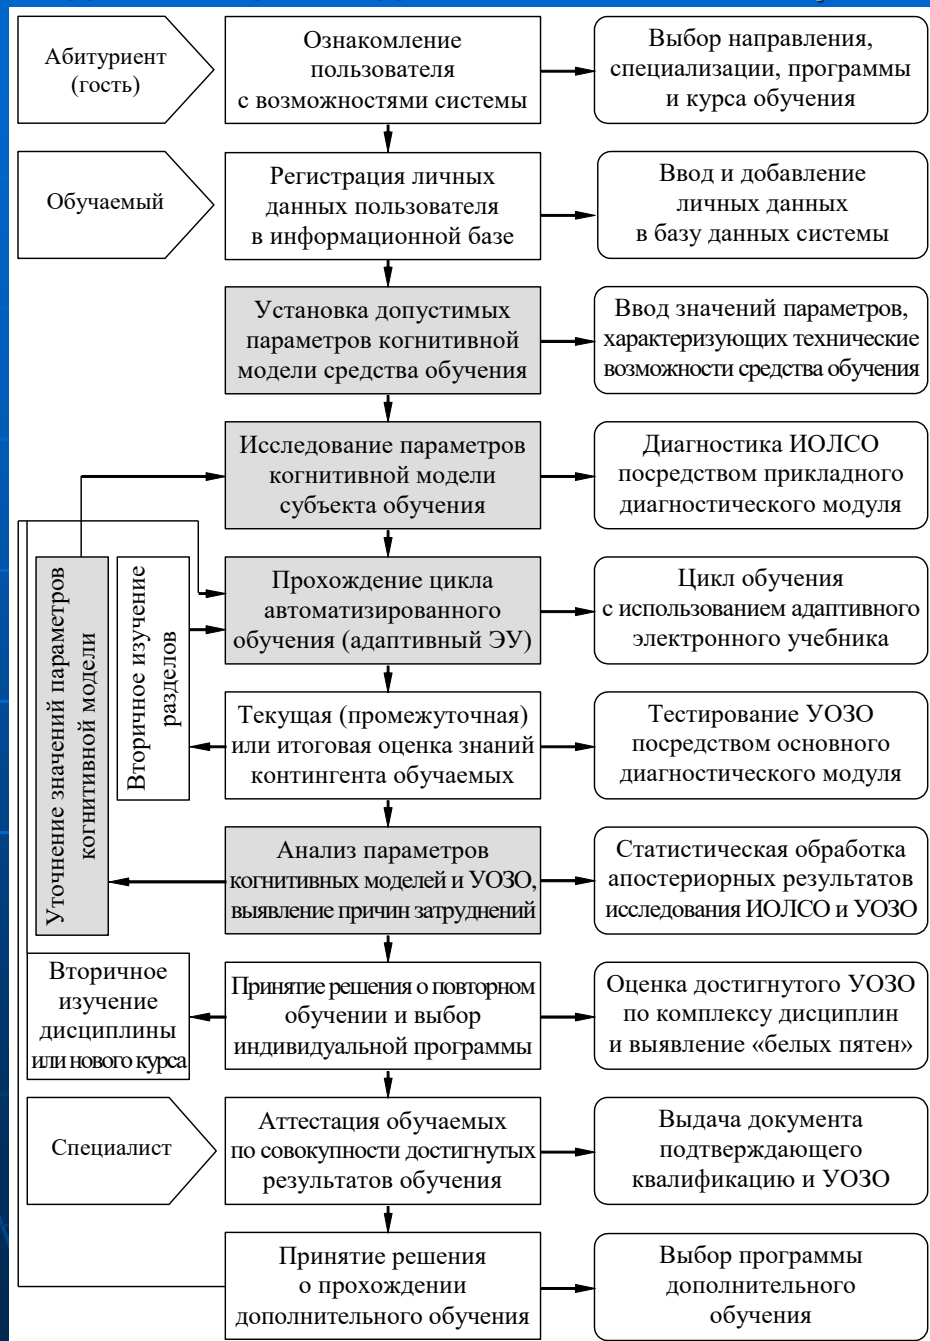 Абитуриент
(гость)
Ознакомление
пользователя
с возможностями системы
Выбор направления,
специализации, программы
и курса обучения
Обучаемый
Регистрация личных
данных пользователя
в информационной базе
Ввод и добавление
личных данных
в базу данных системы
Установка допустимых
параметров когнитивной
модели средства обучения
Ввод значений параметров,
характеризующих технические
возможности средства обучения
Исследование параметров
когнитивной модели
субъекта обучения
Диагностика ИОЛСО
посредством прикладного
диагностического модуля
Уточнение значений параметров
когнитивной модели
Вторичное изучение
разделов
Прохождение цикла
автоматизированного
обучения (адаптивный ЭУ)
Цикл обучения
с использованием адаптивного
электронного учебника
Текущая (промежуточная)
или итоговая оценка знаний
контингента обучаемых
Тестирование УОЗО
посредством основного
диагностического модуля
Анализ параметров
когнитивных моделей и УОЗО,
выявление причин затруднений
Статистическая обработка
апостериорных результатов
исследования ИОЛСО и УОЗО
Вторичное
изучение
дисциплины
или нового курса
Принятие решения о повторном
обучении и выбор
индивидуальной программы
Оценка достигнутого УОЗО
по комплексу дисциплин
и выявление «белых пятен»
Специалист
Аттестация обучаемых
по совокупности достигнутых
результатов обучения
Выдача документа
подтверждающего
квалификацию и УОЗО
Принятие решения
о прохождении
дополнительного обучения
Выбор программы
дополнительного
обучения